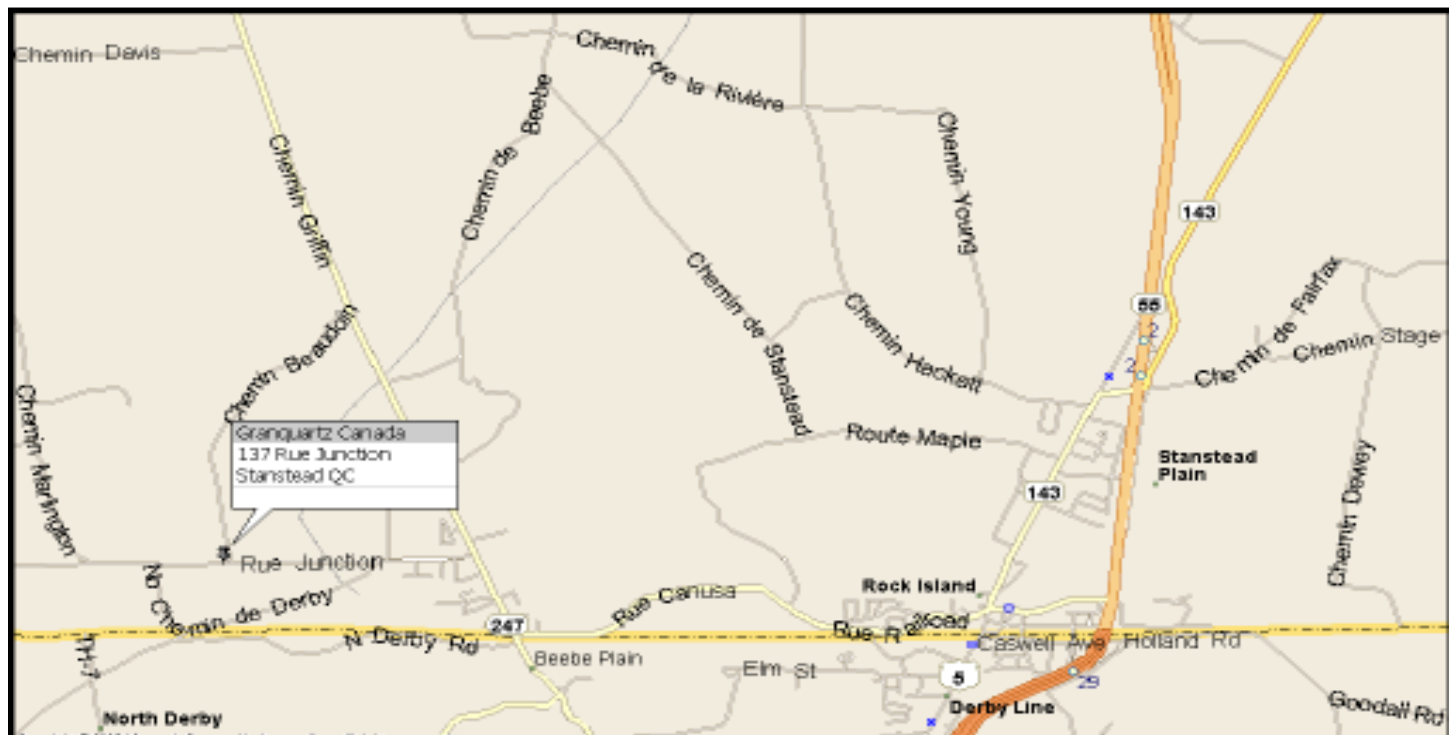 Chemin Davis
Chemin de la Rivière
Chemin de Beebe
Chemin Griffin
Chemin Young
143
Chemin de Stanstead
Chemin de Fairfax
55
2
2
Chemin Stage
Chemin Beaudoin
Chemin Hackett
Chemin Marlington
Granquartz Canada
137 Rue Junction
Stanstead QC
Route Maple
Stanstead
Plain
143
Chemin Dewey
Rue Junction
Rock Island
Chemin de Derby
Rue Canusa
247
N Derby Rd
Rue Railroad
Caswell Ave
Holland Rd
TH-7
Beebe Plain
Elm St
5
29
Derby Line
Goodall Rd
North Derby